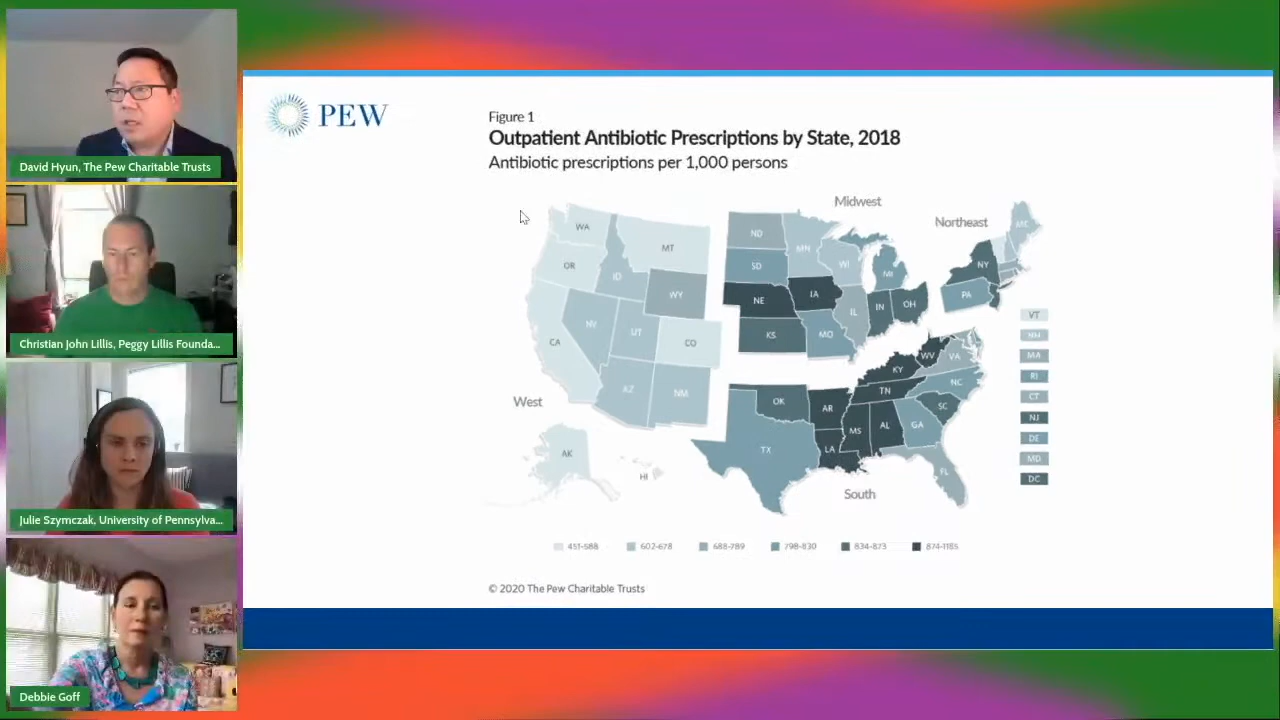 David Hyun, The Pew Charitable Trusts
Christian John Lillis, Peggy Lillis Founda...
Julie Szymczak, University of Pennsylva...
Debbie Goff
PEW
Figure 1
Outpatient Antibiotic Prescriptions by State, 2018
Antibiotic prescriptions per 1,000 persons
Midwest
Northeast
West
South
WA
MT
OR
ID
WY
NV
UT
CA
CO
AZ
NM
AK
HI
ND
MN
SD
WI
MI
NE
IA
IL
IN
OH
KS
MO
ME
NY
PA
WV
VA
KY
NC
TN
OK
AR
SC
MS
AL
GA
TX
LA
FL
VT
NH
MA
RI
CT
NJ
DE
MD
DC
451-588
602-678
688-789
798-830
834-873
874-1185
© 2020 The Pew Charitable Trusts